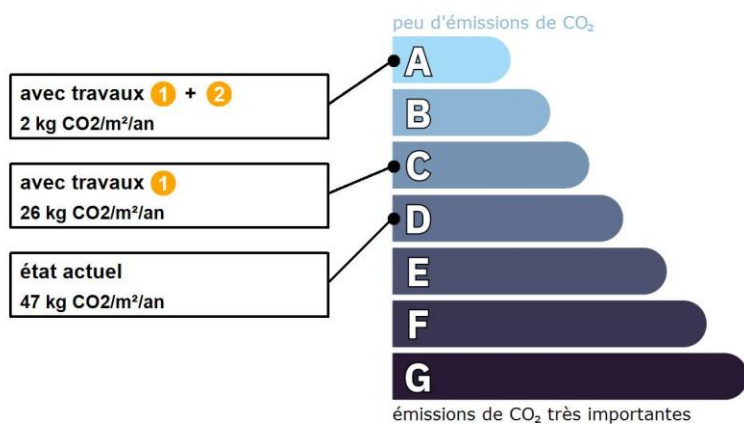 peu d'émissions de CO₂
A
avec travaux 1 + 2
2 kg CO2/m²/an
B
avec travaux 1
26 kg CO2/m²/an
C
D
état actuel
47 kg CO2/m²/an
E
F
G
émissions de CO₂ très importantes